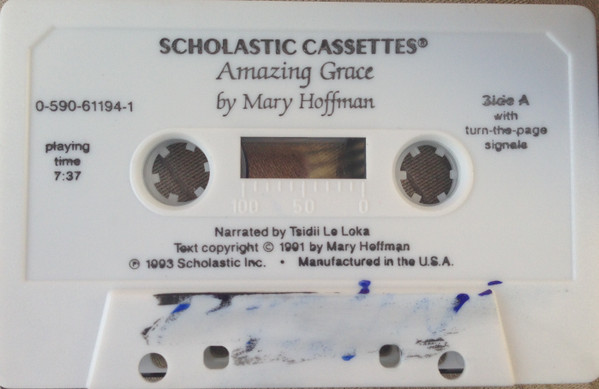 SCHOLASTIC CASSETTES®
Amazing Grace
by Mary Hoffman
0-590-61194-1
playing
time
7:37
Side A
with
turn-the-page
signals
100 50 0
Narrated by Tsidii Le Loka
Text copyright © 1991 by Mary Hoffman
℗ 1993 Scholastic Inc. • Manufactured in the U.S.A.